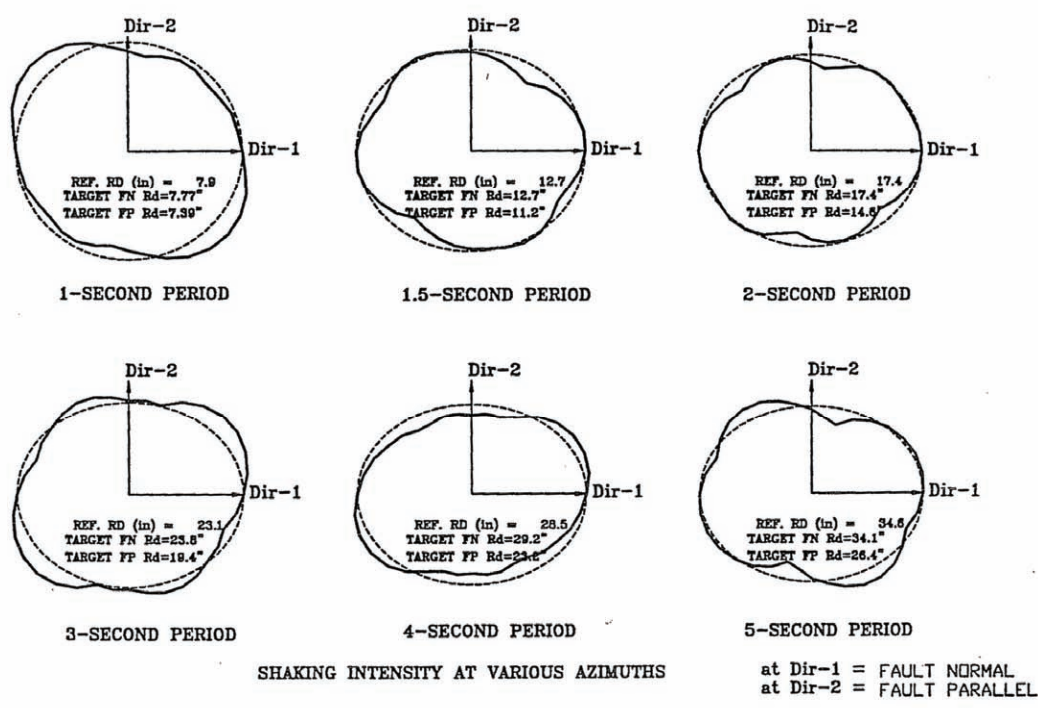 Dir-2
Dir-1
REF. RD (in) = 7.9
TARGET FN Rd=7.77"
TARGET FP Rd=7.39"
1-SECOND PERIOD
Dir-2
Dir-1
REF. RD (in) = 12.7
TARGET FN Rd=12.7"
TARGET FP Rd=11.2"
1.5-SECOND PERIOD
Dir-2
Dir-1
REF. RD (in) = 17.4
TARGET FN Rd=17.4"
TARGET FP Rd=14.6"
2-SECOND PERIOD
Dir-2
Dir-1
REF. RD (in) = 23.1
TARGET FN Rd=23.8"
TARGET FP Rd=19.4"
3-SECOND PERIOD
Dir-2
Dir-1
REF. RD (in) = 28.5
TARGET FN Rd=29.2"
TARGET FP
4-SECOND PERIOD
Dir-2
Dir-1
REF. RD (in) = 34.6
TARGET FN Rd=34.1"
TARGET FP Rd=26.4"
5-SECOND PERIOD
SHAKING INTENSITY AT VARIOUS AZIMUTHS
at Dir-1 = FAULT NORMAL
at Dir-2 = FAULT PARALLEL